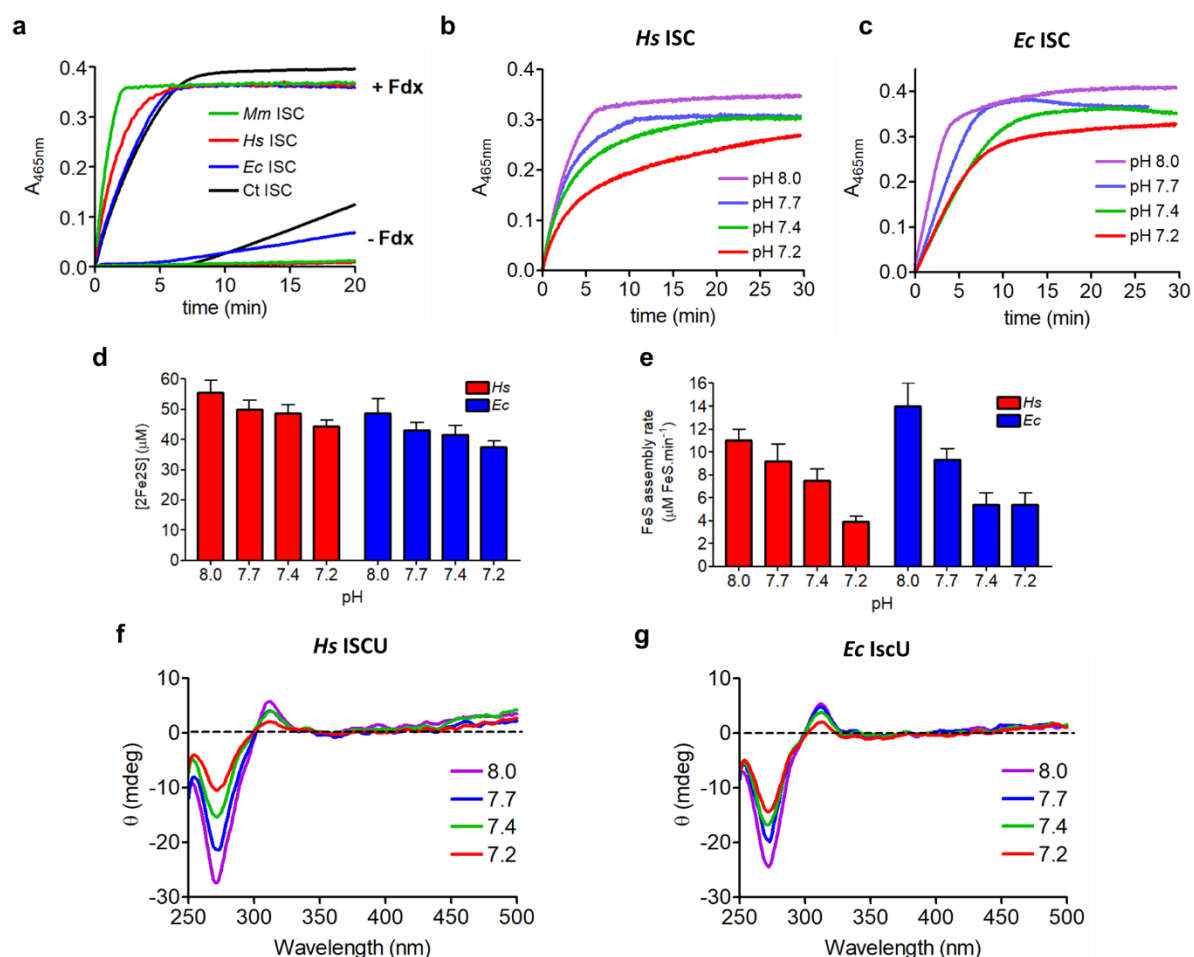 a
A465nm
0.4
0.3
0.2
0.1
0.0
+ Fdx
Mm ISC
Hs ISC
Ec ISC
Ct ISC
- Fdx
0 5 10 15 20
time (min)
b
Hs ISC
A465nm
0.4
0.3
0.2
0.1
0.0
pH 8.0
pH 7.7
pH 7.4
pH 7.2
0 5 10 15 20 25 30
time (min)
c
Ec ISC
A465nm
0.4
0.3
0.2
0.1
0.0
pH 8.0
pH 7.7
pH 7.4
pH 7.2
0 5 10 15 20 25 30
time (min)
d
[2Fe2S] (µM)
60
50
40
30
20
10
0
Hs
Ec
8.0 7.7 7.4 7.2 8.0 7.7 7.4 7.2
pH
e
FeS assembly rate
(µM FeS.min-1)
16
14
12
10
8
6
4
2
0
Hs
Ec
8.0 7.7 7.4 7.2 8.0 7.7 7.4 7.2
pH
f
Hs ISCU
θ (mdeg)
10
0
-10
-20
-30
8.0
7.7
7.4
7.2
250 300 350 400 450 500
Wavelength (nm)
g
Ec IscU
θ (mdeg)
10
0
-10
-20
-30
8.0
7.7
7.4
7.2
250 300 350 400 450 500
Wavelength (nm)